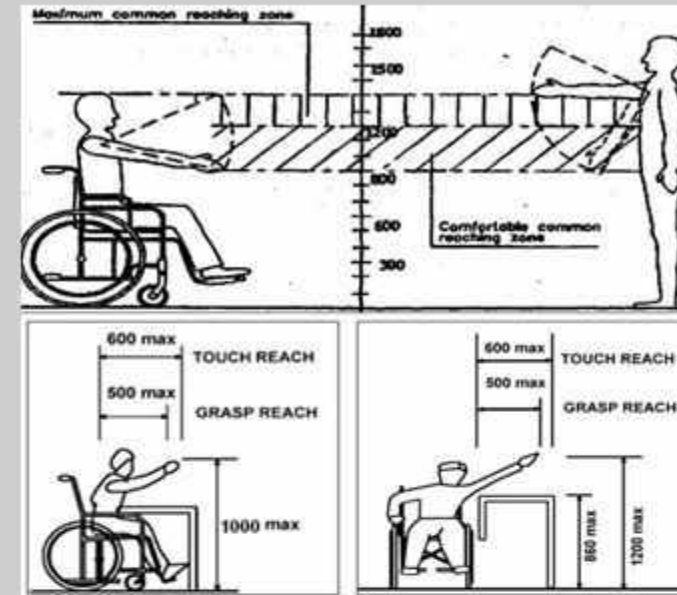 Maximum common reaching zone
1800
1500
1200
800
600
300
Comfortable common
reaching zone
600 max
TOUCH REACH
500 max
GRASP REACH
1000 max
600 max
TOUCH REACH
500 max
GRASP REACH
860 max
1200 max